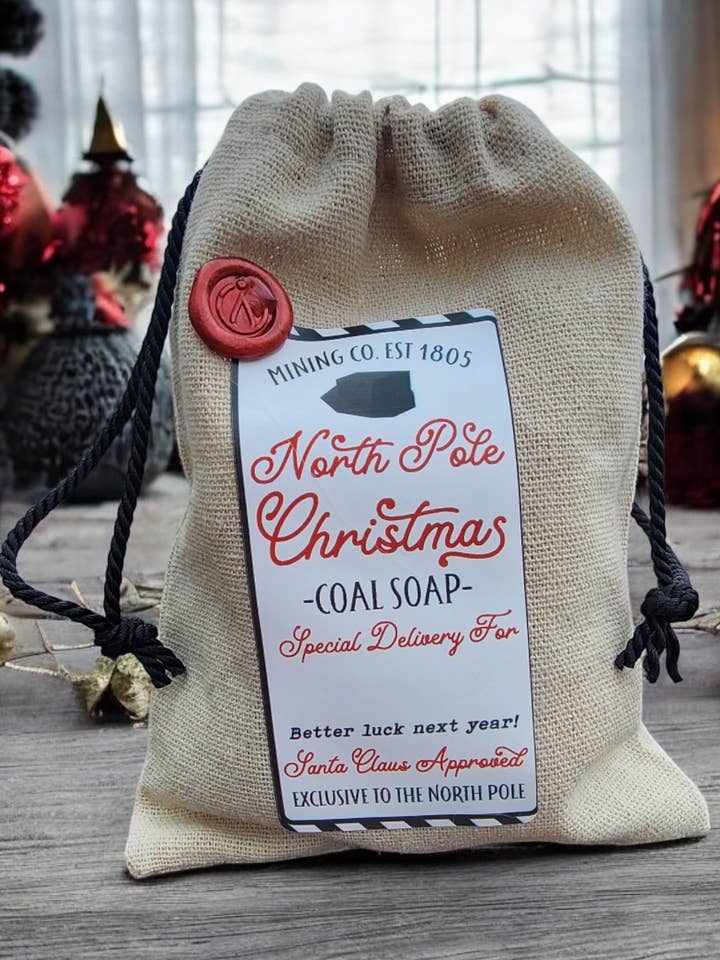 MINING CO. EST 1805
North Pole
Christmas
-COAL SOAP-
Special Delivery For
Better luck next year!
Santa Claus Approved
EXCLUSIVE TO THE NORTH POLE